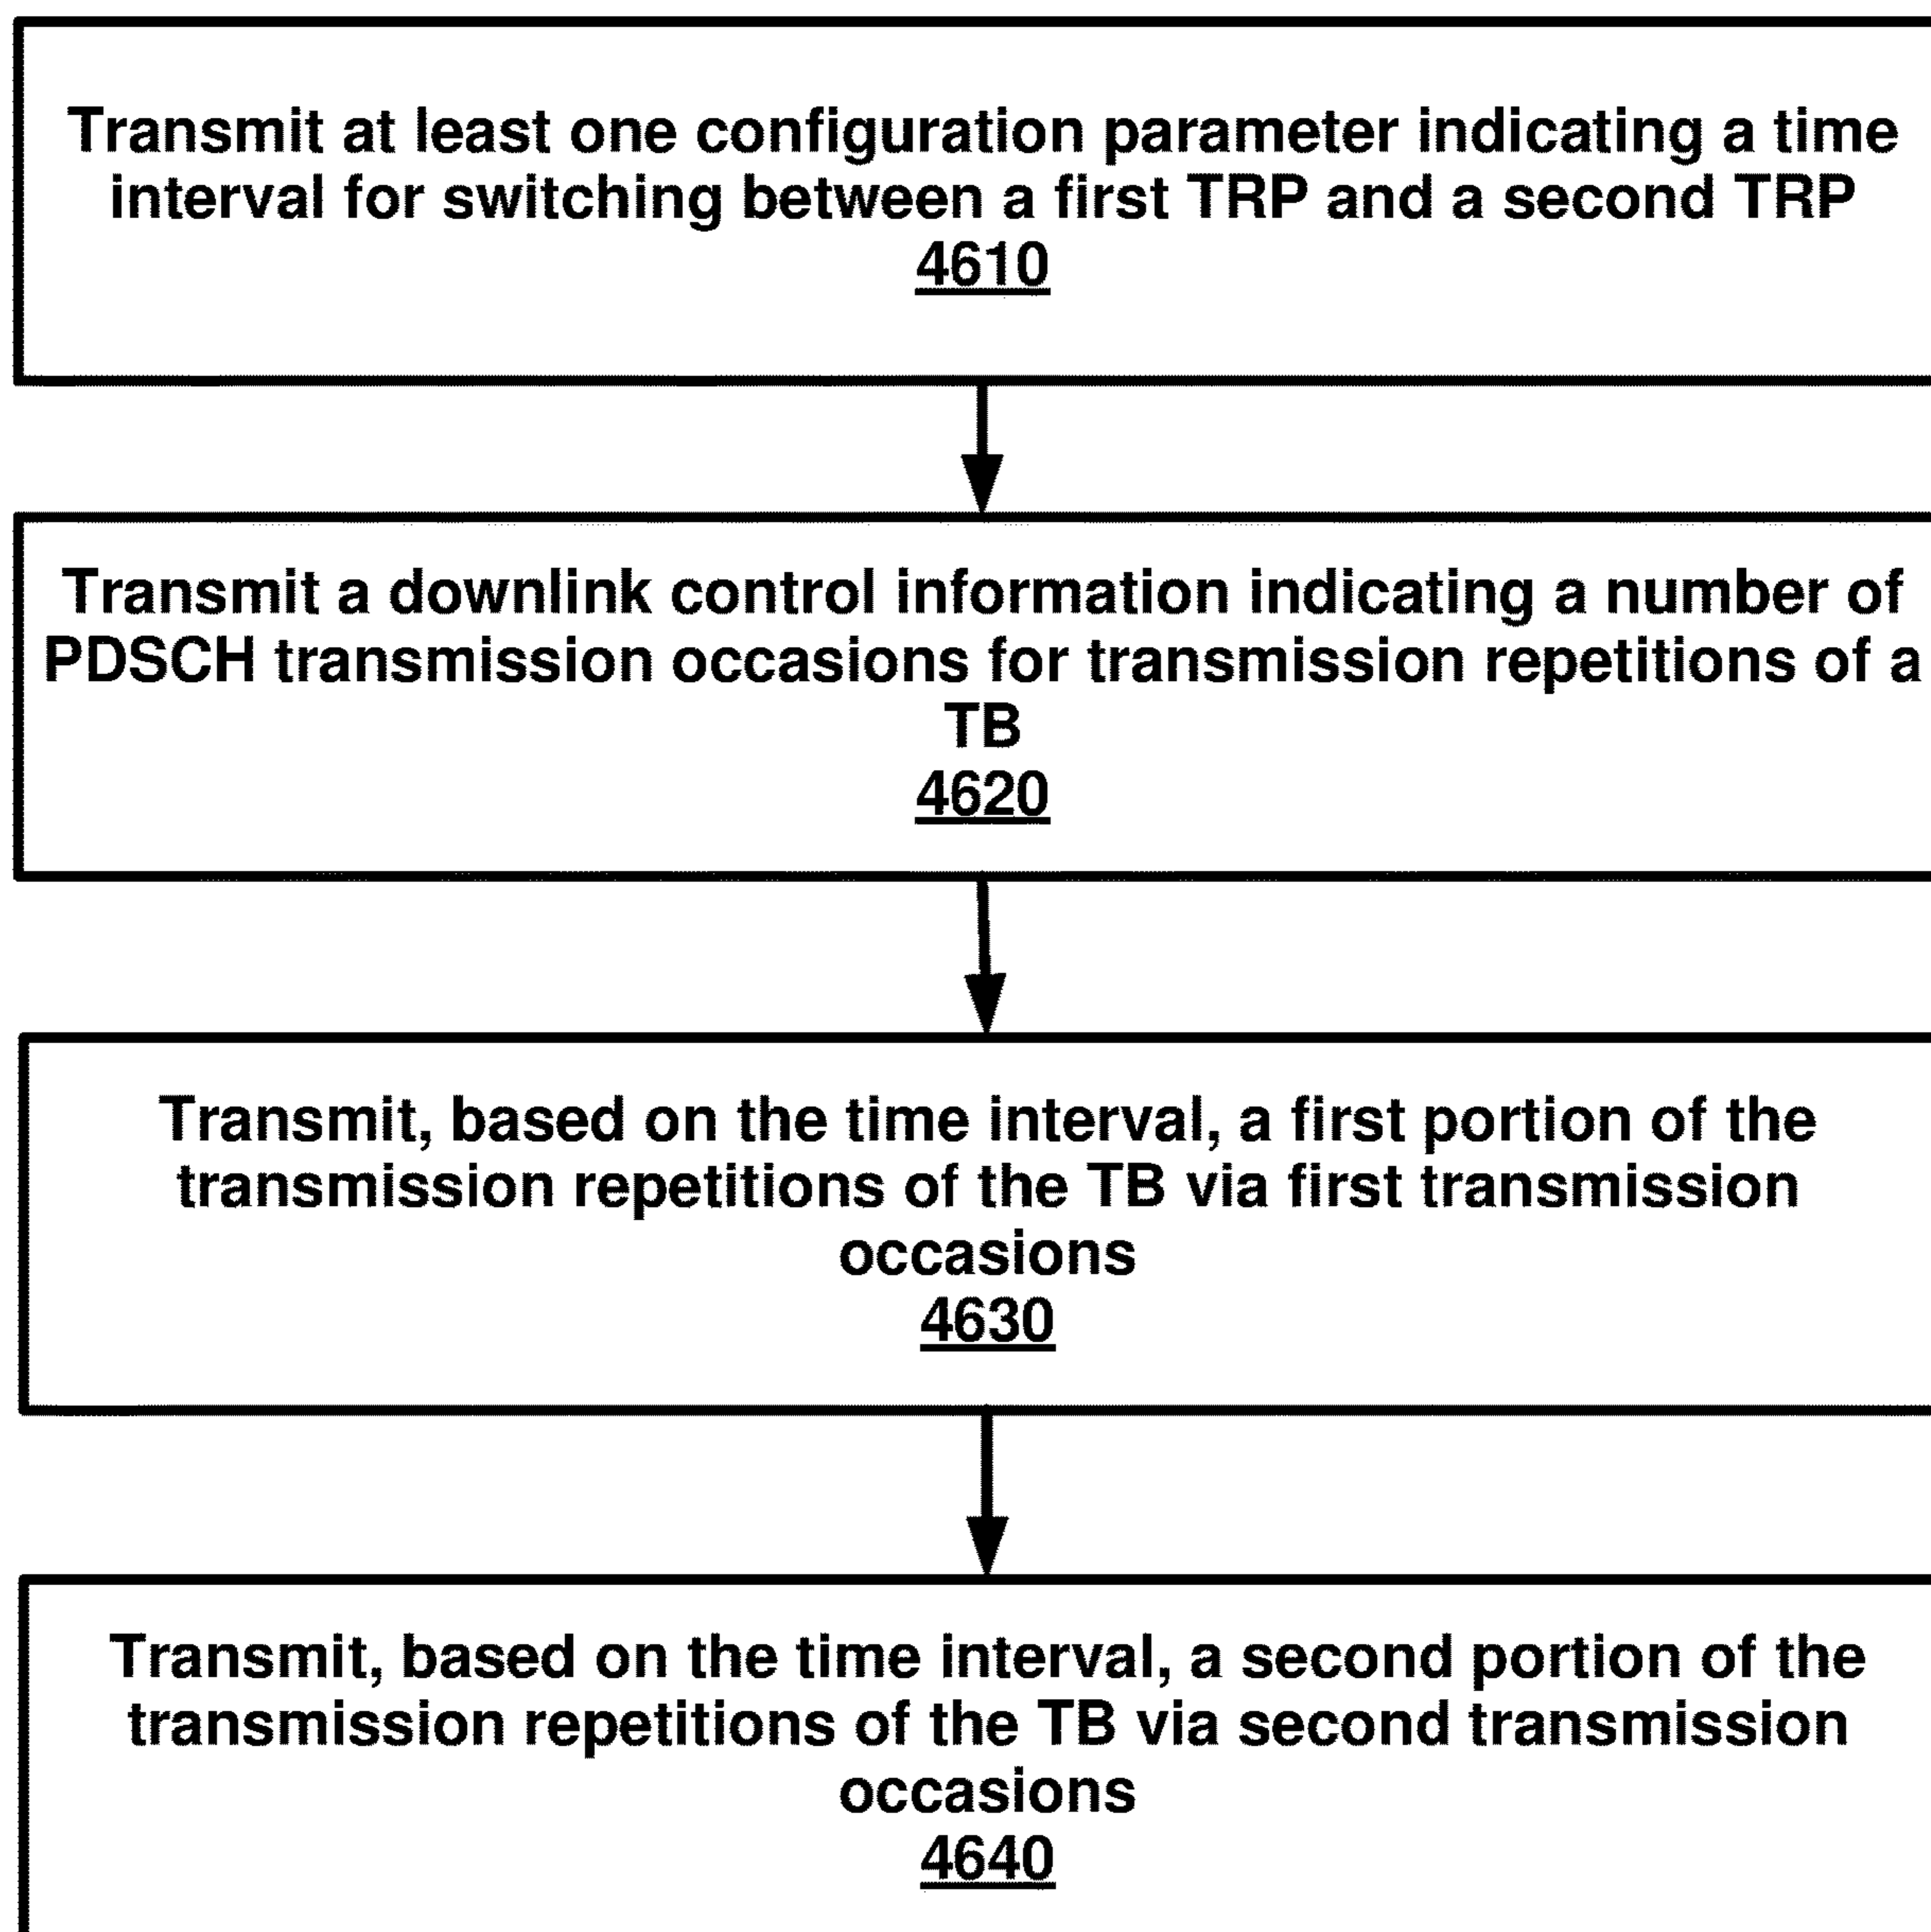 Transmit at least one configuration parameter indicating a time
interval for switching between a first TRP and a second TRP
4610
Transmit a downlink control information indicating a number of
PDSCH transmission occasions for transmission repetitions of a
TB
4620
Transmit, based on the time interval, a first portion of the
transmission repetitions of the TB via first transmission
occasions
4630
Transmit, based on the time interval, a second portion of the
transmission repetitions of the TB via second transmission
occasions
4640